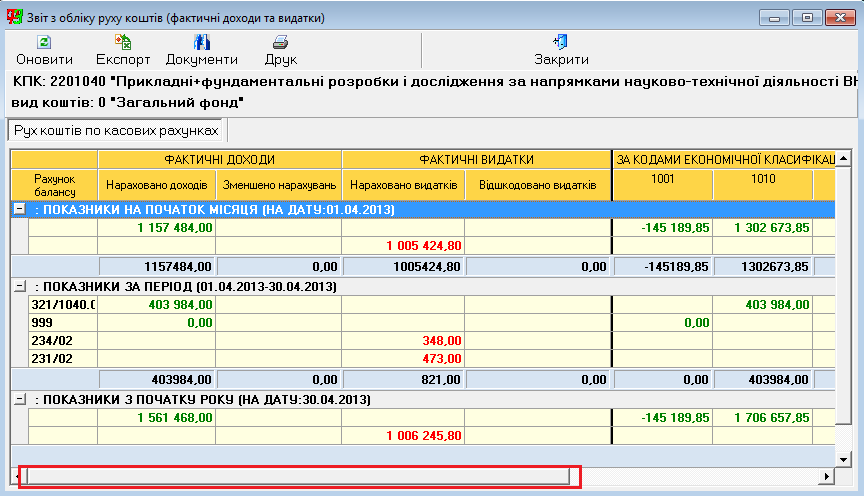 Звіт з обліку руху коштів (фактичні доходи та видатки)
Оновити Експорт Документи Друк Закрити
КПК: 2201040 "Прикладні+фундаментальні розробки і дослідження за напрямками науково-технічної діяльності ВН
вид коштів: 0 "Загальний фонд"
Рух коштів по касових рахунках
ФАКТИЧНІ ДОХОДИ ФАКТИЧНІ ВИДАТКИ ЗА КОДАМИ ЕКОНОМІЧНОЇ КЛАСИФІКАЦ
Рахунок балансу Нараховано доходів Зменшено нарахувань Нараховано видатків Відшкодовано видатків 1001 1010
: ПОКАЗНИКИ НА ПОЧАТОК МІСЯЦЯ (НА ДАТУ:01.04.2013)
1 157 484,00 -145 189,85 1 302 673,85
1 005 424,80
1157484,00 0,00 1005424,80 0,00 -145189,85 1302673,85
: ПОКАЗНИКИ ЗА ПЕРІОД (01.04.2013-30.04.2013)
321/1040.0 403 984,00 403 984,00
999 0,00 0,00
234/02 348,00
231/02 473,00
403984,00 0,00 821,00 0,00 0,00 403984,00
: ПОКАЗНИКИ З ПОЧАТКУ РОКУ (НА ДАТУ:30.04.2013)
1 561 468,00 -145 189,85 1 706 657,85
1 006 245,80